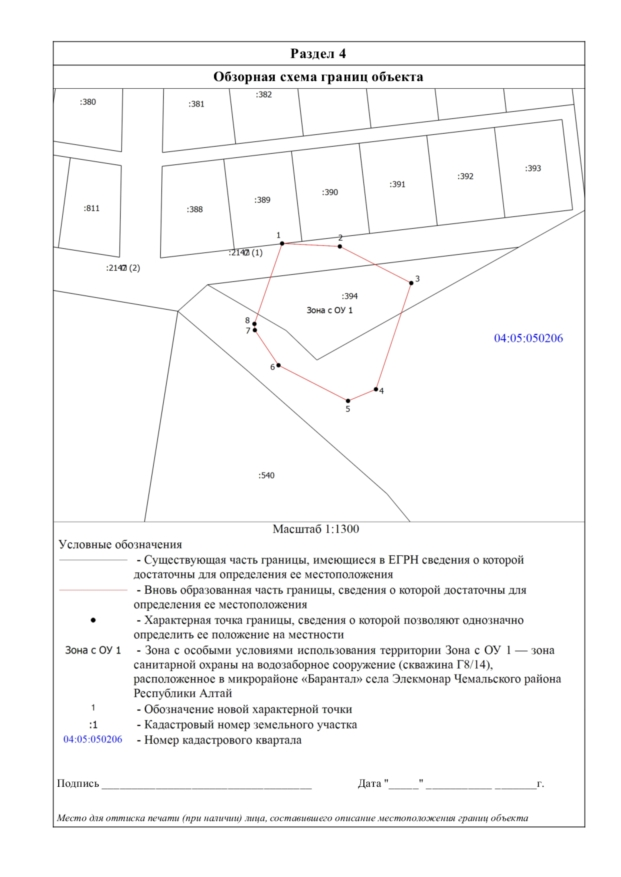 Раздел 4
Обзорная схема границ объекта
:380
:381
:382
:811
:388
:389
:390
:391
:392
:393
1
2
3
4
5
6
7
8
(2)
(1)
:394
Зона с ОУ 1
04:05:050206
:540
Масштаб 1:1300
Условные обозначения
- Существующая часть границы, имеющиеся в ЕГРН сведения о которой
достаточны для определения ее местоположения
- Вновь образованная часть границы, сведения о которой достаточны для
определения ее местоположения
- Характерная точка границы, сведения о которой позволяют однозначно
определить ее положение на местности
Зона с ОУ 1 - Зона с особыми условиями использования территории Зона с ОУ 1 — зона
санитарной охраны на водозаборное сооружение (скважина Г8/14),
расположенное в микрорайоне «Барантал» села Элекмонар Чемальского района
Республики Алтай
1 - Обозначение новой характерной точки
:1 - Кадастровый номер земельного участка
04:05:050206 - Номер кадастрового квартала
Подпись ____________________________________ Дата "_____" ___________ _______г.
Место для оттиска печати (при наличии) лица, составившего описание местоположения границ объекта